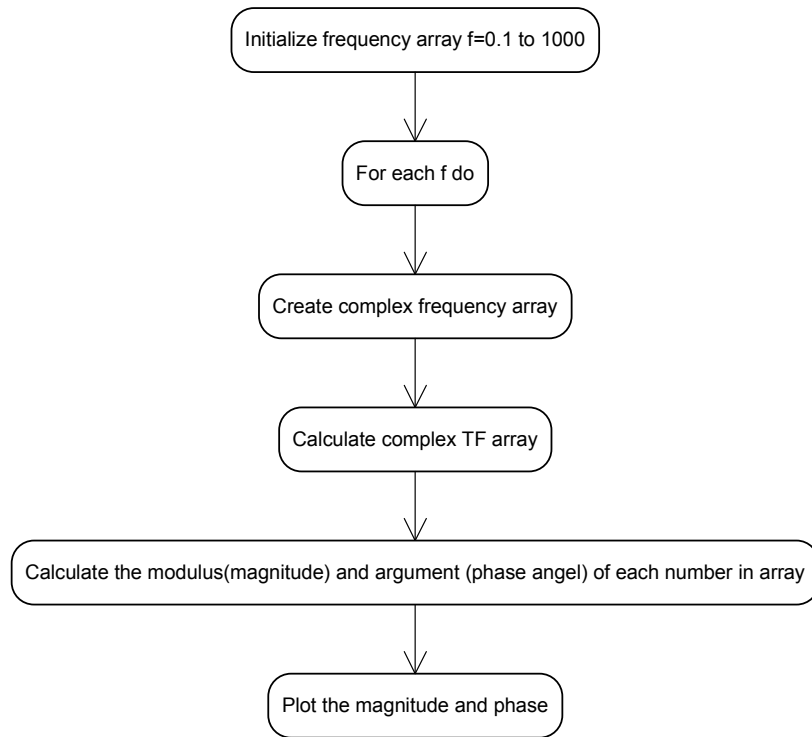 Initialize frequency array f=0.1 to 1000
For each f do
Create complex frequency array
Calculate complex TF array
Calculate the modulus(magnitude) and argument (phase angel) of each number in array
Plot the magnitude and phase